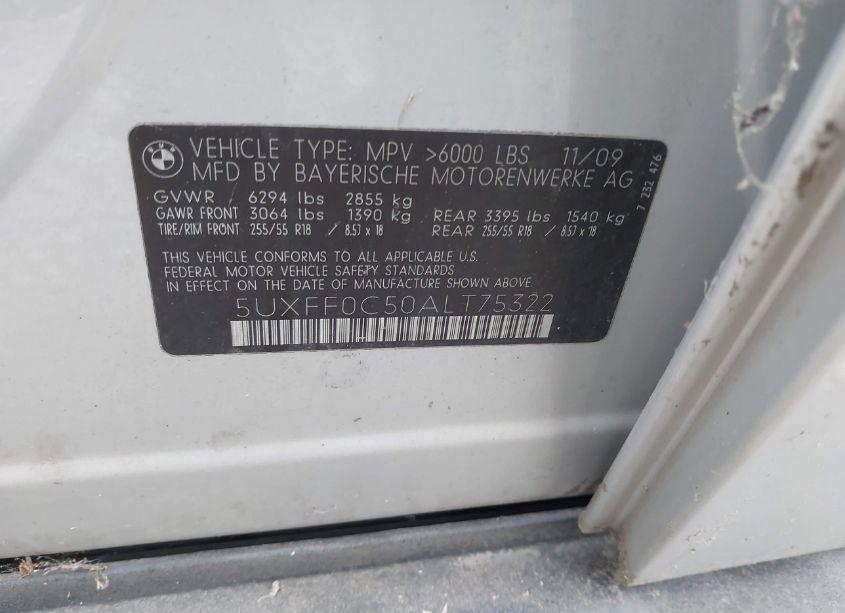 BMW
VEHICLE TYPE: MPV >6000 LBS 11/09
MFD BY BAYERISCHE MOTORENWERKE AG
GVWR 6294 lbs 2855 kg
GAWR FRONT 3064 lbs 1390 kg REAR 3395 lbs 1540 kg
TIRE/RIM FRONT 255/55 R18 / 8.5J x 18 REAR 255/55 R18 / 8.5J x 18
THIS VEHICLE CONFORMS TO ALL APPLICABLE U.S.
FEDERAL MOTOR VEHICLE SAFETY STANDARDS
IN EFFECT ON THE DATE OF MANUFACTURE SHOWN ABOVE.
5UXFF0C50ALT75322
7 232 476